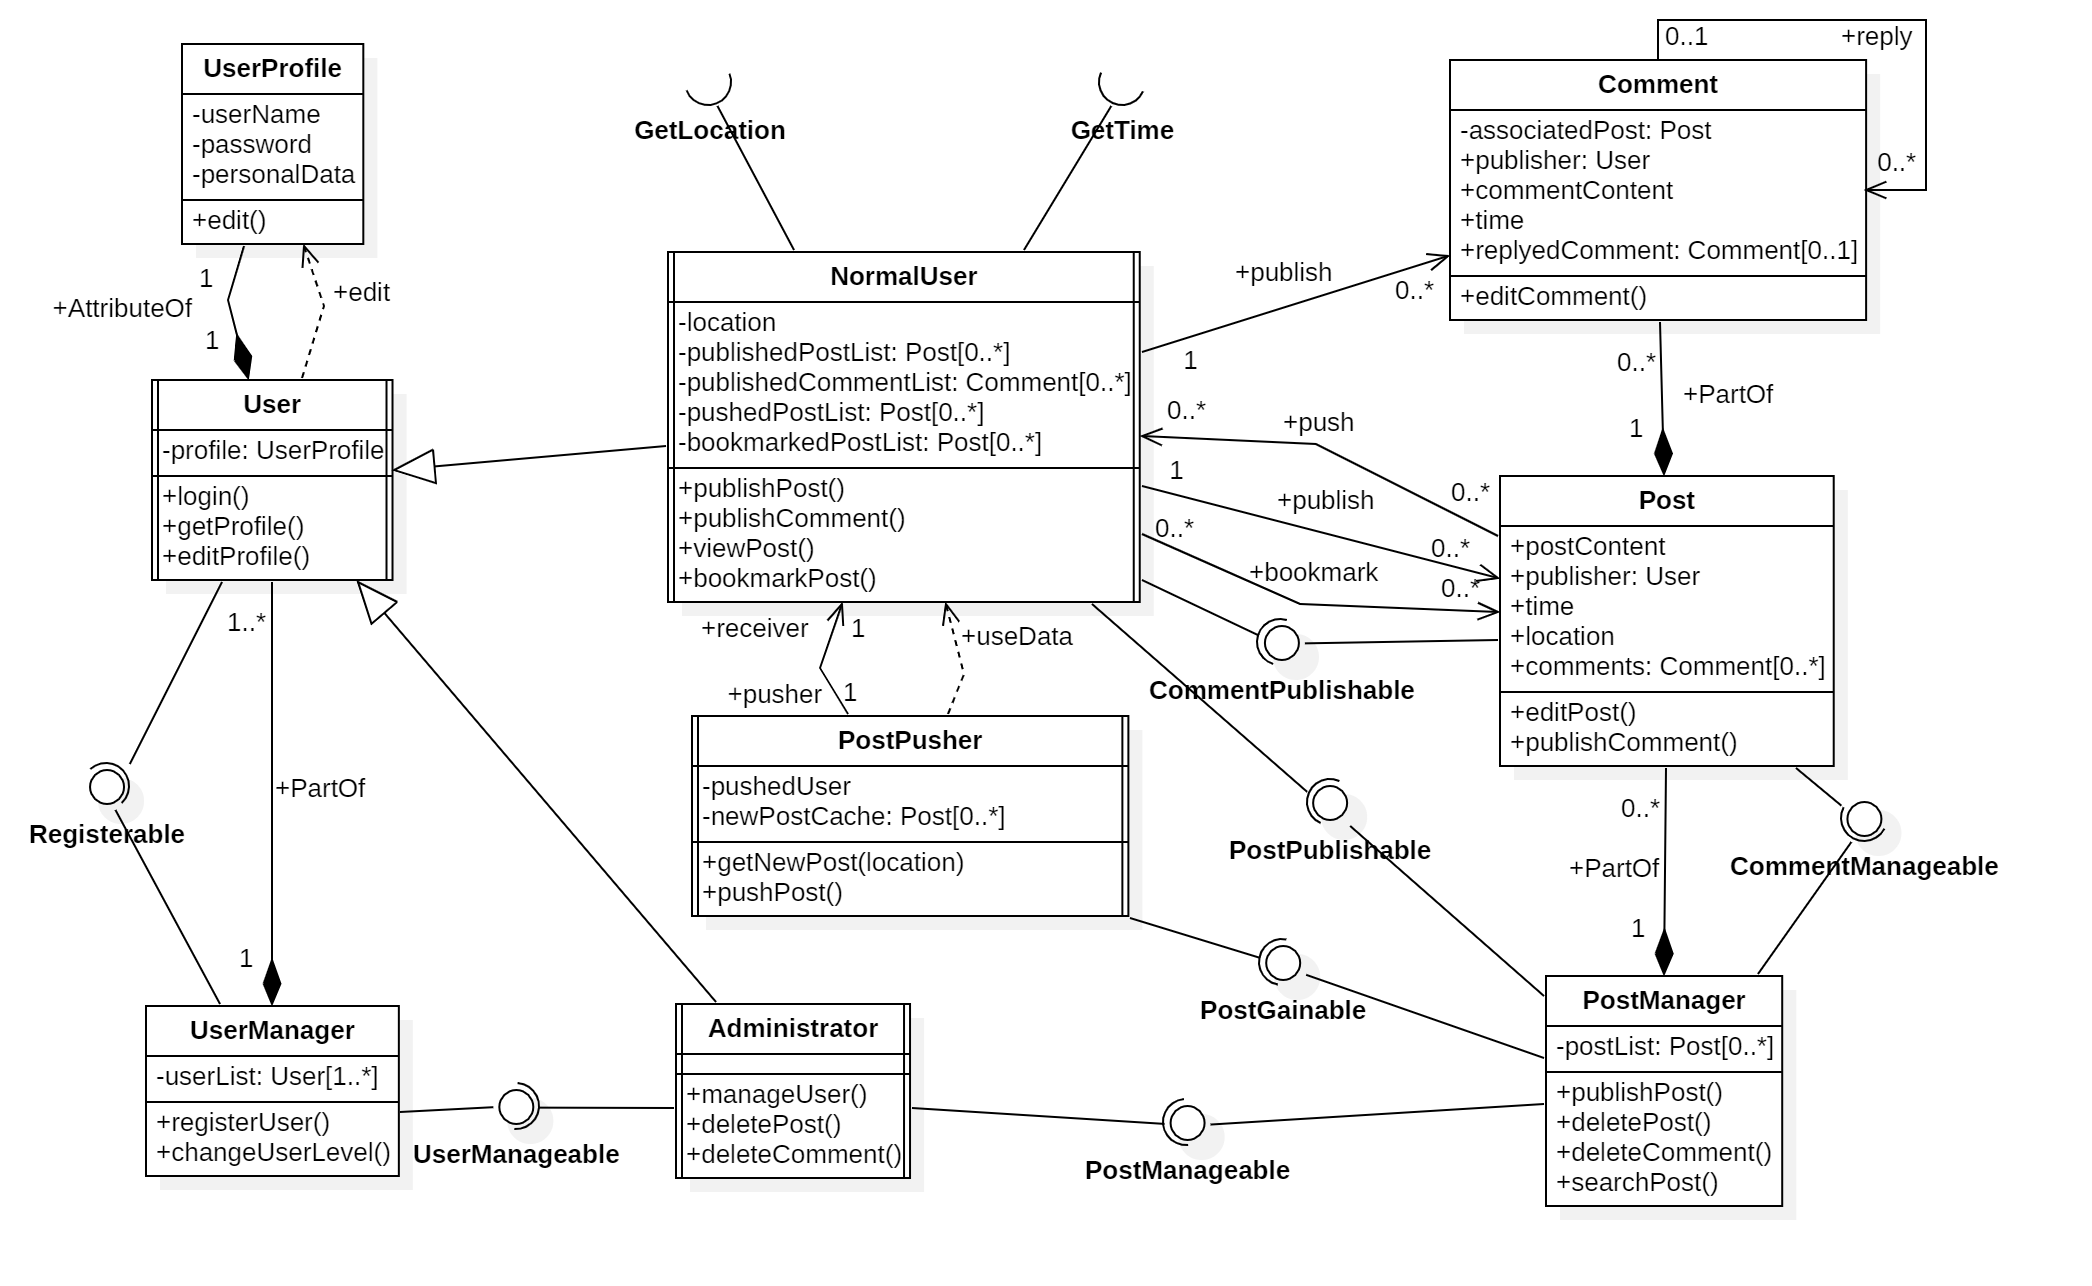 UserProfile
-userName
-password
-personalData
+edit()
1
+AttributeOf
1
+edit
User
-profile: UserProfile
+login()
+getProfile()
+editProfile()
1..*
+PartOf
1
Registerable
UserManager
-userList: User[1..*]
+registerUser()
+changeUserLevel()
UserManageable
GetLocation
GetTime
NormalUser
-location
-publishedPostList: Post[0..*]
-publishedCommentList: Comment[0..*]
-pushedPostList: Post[0..*]
-bookmarkedPostList: Post[0..*]
+publishPost()
+publishComment()
+viewPost()
+bookmarkPost()
+receiver
1
+useData
+pusher
1
PostPusher
-pushedUser
-newPostCache: Post[0..*]
+getNewPost(location)
+pushPost()
Administrator
+manageUser()
+deletePost()
+deleteComment()
+publish
0..*
1
0..*
+push
0..*
1
+publish
0..*
0..*
+bookmark
0..*
CommentPublishable
PostPublishable
PostGainable
PostManageable
0..1
+reply
0..*
Comment
-associatedPost: Post
+publisher: User
+commentContent
+time
+replyedComment: Comment[0..1]
+editComment()
0..*
+PartOf
1
Post
+postContent
+publisher: User
+time
+location
+comments: Comment[0..*]
+editPost()
+publishComment()
0..*
+PartOf
1
CommentManageable
PostManager
-postList: Post[0..*]
+publishPost()
+deletePost()
+deleteComment()
+searchPost()